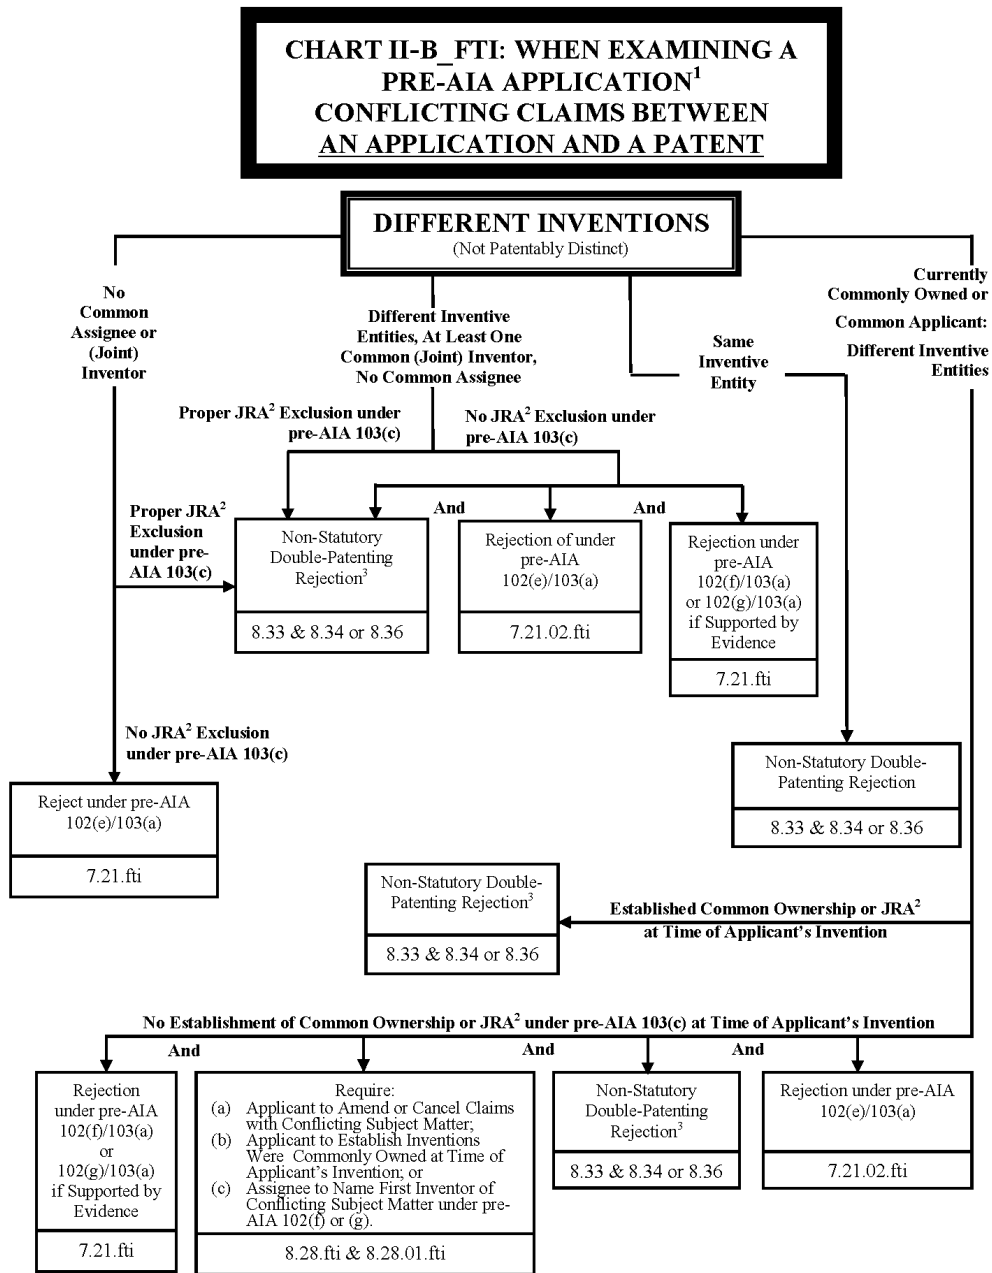 CHART II-B_FTI: WHEN EXAMINING A
PRE-AIA APPLICATION1
CONFLICTING CLAIMS BETWEEN
AN APPLICATION AND A PATENT
DIFFERENT INVENTIONS
(Not Patentably Distinct)
No
Common
Assignee or
(Joint)
Inventor
Different Inventive
Entities, At Least One
Common (Joint) Inventor,
No Common Assignee
Same
Inventive
Entity
Currently
Commonly Owned or
Common Applicant:
Different Inventive
Entities
Proper JRA2 Exclusion under
pre-AIA 103(c)
No JRA2 Exclusion under
pre-AIA 103(c)
Proper JRA2
Exclusion
under pre-
AIA 103(c)
And
And
Non-Statutory
Double-Patenting
Rejection3
8.33 & 8.34 or 8.36
Rejection of under
pre-AIA
102(e)/103(a)
7.21.02.fti
Rejection under
pre-AIA
102(f)/103(a)
or 102(g)/103(a)
if Supported by
Evidence
7.21.fti
No JRA2 Exclusion
under pre-AIA 103(c)
Reject under pre-AIA
102(e)/103(a)
7.21.fti
Non-Statutory Double-
Patenting Rejection
8.33 & 8.34 or 8.36
Non-Statutory Double-
Patenting Rejection3
8.33 & 8.34 or 8.36
Established Common Ownership or JRA2
at Time of Applicant's Invention
No Establishment of Common Ownership or JRA2 under pre-AIA 103(c) at Time of Applicant's Invention
And
And
And
Rejection
under pre-AIA
102(f)/103(a)
or
102(g)/103(a)
if Supported by
Evidence
7.21.fti
Require:
(a) Applicant to Amend or Cancel Claims
with Conflicting Subject Matter;
(b) Applicant to Establish Inventions
Were Commonly Owned at Time of
Applicant's Invention; or
(c) Assignee to Name First Inventor of
Conflicting Subject Matter under pre-
AIA 102(f) or (g).
8.28.fti & 8.28.01.fti
Non-Statutory
Double-Patenting
Rejection3
8.33 & 8.34 or 8.36
Rejection under pre-AIA
102(e)/103(a)
7.21.02.fti